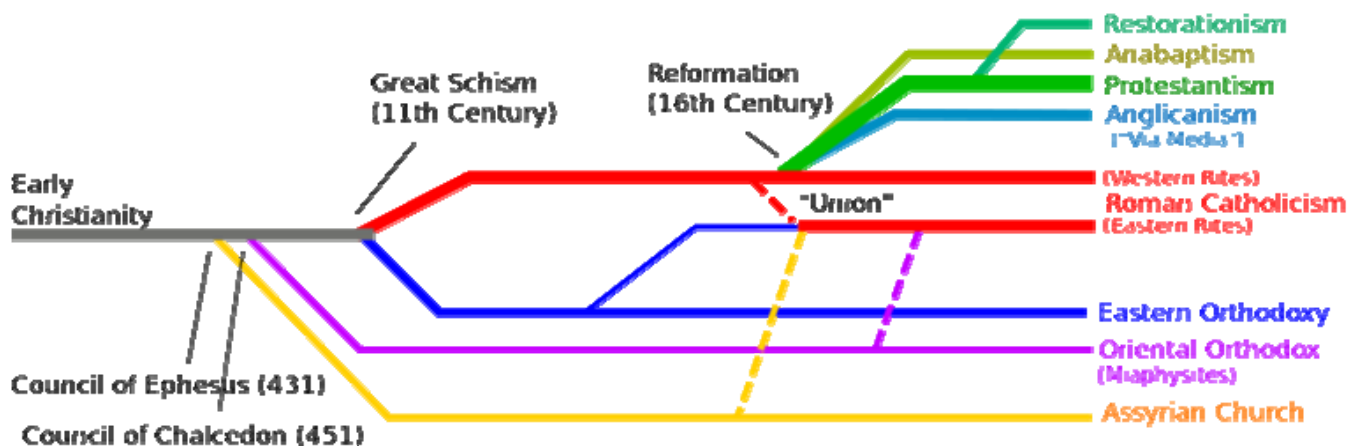 Restorationism
Anabaptism
Protestantism
Anglicanism
("Via Media")
Great Schism
(11th Century)
Reformation
(16th Century)
Early
Christianity
"Union"
(Western Rites)
Roman Catholicism
(Eastern Rites)
Eastern Orthodoxy
Oriental Orthodox
(Miaphysites)
Assyrian Church
Council of Ephesus (431)
Council of Chalcedon (451)